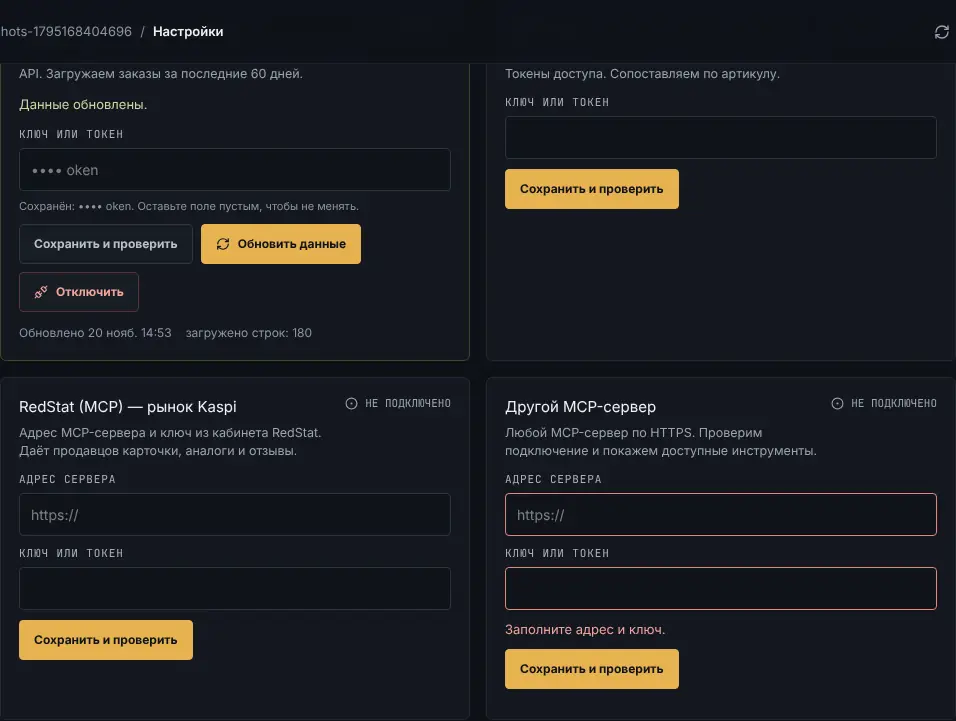 hots-1795168404696 / Настройки
API. Загружаем заказы за последние 60 дней.
Данные обновлены.
КЛЮЧ ИЛИ ТОКЕН
•••• oken
Сохранён: •••• oken. Оставьте поле пустым, чтобы не менять.
Сохранить и проверить
Обновить данные
Отключить
Обновлено 20 нояб. 14:53 загружено строк: 180
Токены доступа. Сопоставляем по артикулу.
КЛЮЧ ИЛИ ТОКЕН
Сохранить и проверить
RedStat (MCP) — рынок Kaspi
НЕ ПОДКЛЮЧЕНО
Адрес MCP-сервера и ключ из кабинета RedStat.
Даёт продавцов карточки, аналоги и отзывы.
АДРЕС СЕРВЕРА
https://
КЛЮЧ ИЛИ ТОКЕН
Сохранить и проверить
Другой MCP-сервер
НЕ ПОДКЛЮЧЕНО
Любой MCP-сервер по HTTPS. Проверим
подключение и покажем доступные инструменты.
АДРЕС СЕРВЕРА
https://
КЛЮЧ ИЛИ ТОКЕН
Заполните адрес и ключ.
Сохранить и проверить